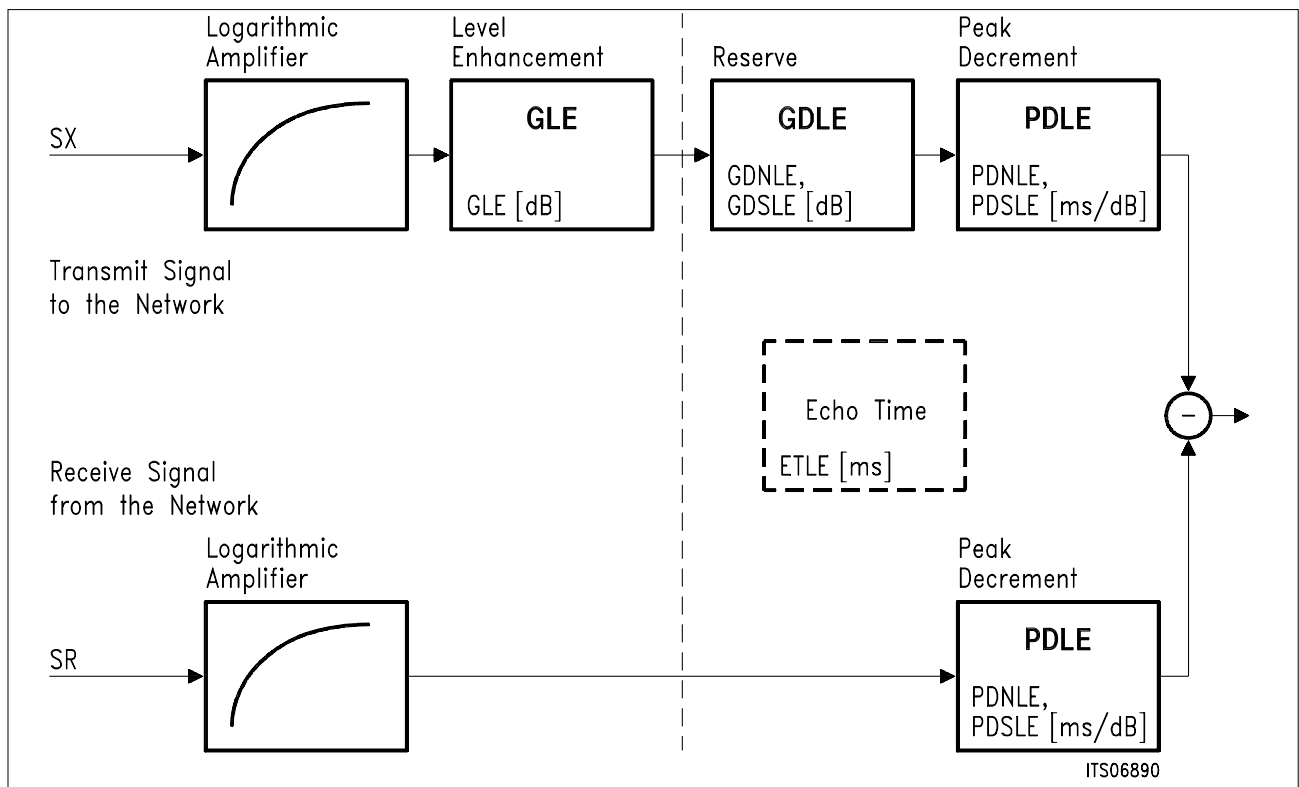 Logarithmic
Amplifier
Level
Enhancement
Reserve
Peak
Decrement
SX
GLE
GLE [dB]
GDLE
GDNLE,
GDSLE [dB]
PDLE
PDNLE,
PDSLE [ms/dB]
Transmit Signal
to the Network
Echo Time
ETLE [ms]
−
Receive Signal
from the Network
Logarithmic
Amplifier
Peak
Decrement
SR
PDLE
PDNLE,
PDSLE [ms/dB]
ITS06890